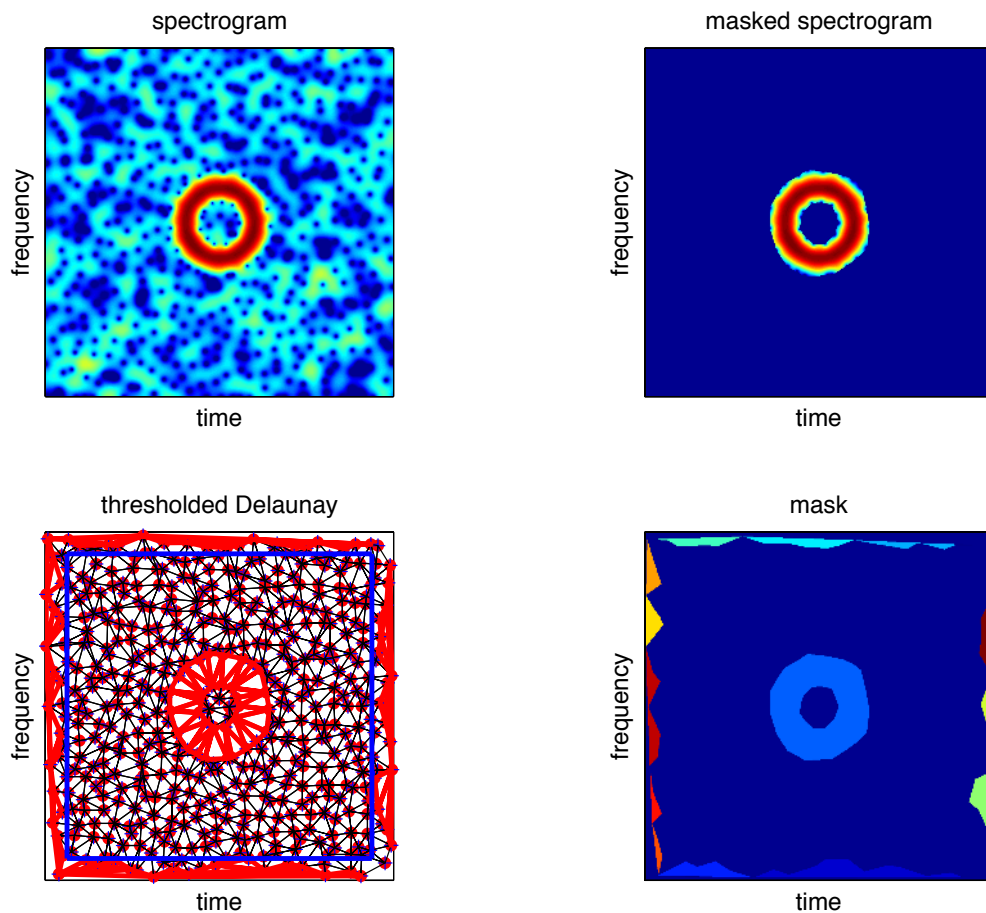 spectrogram
frequency
time
masked spectrogram
frequency
time
thresholded Delaunay
frequency
time
mask
frequency
time